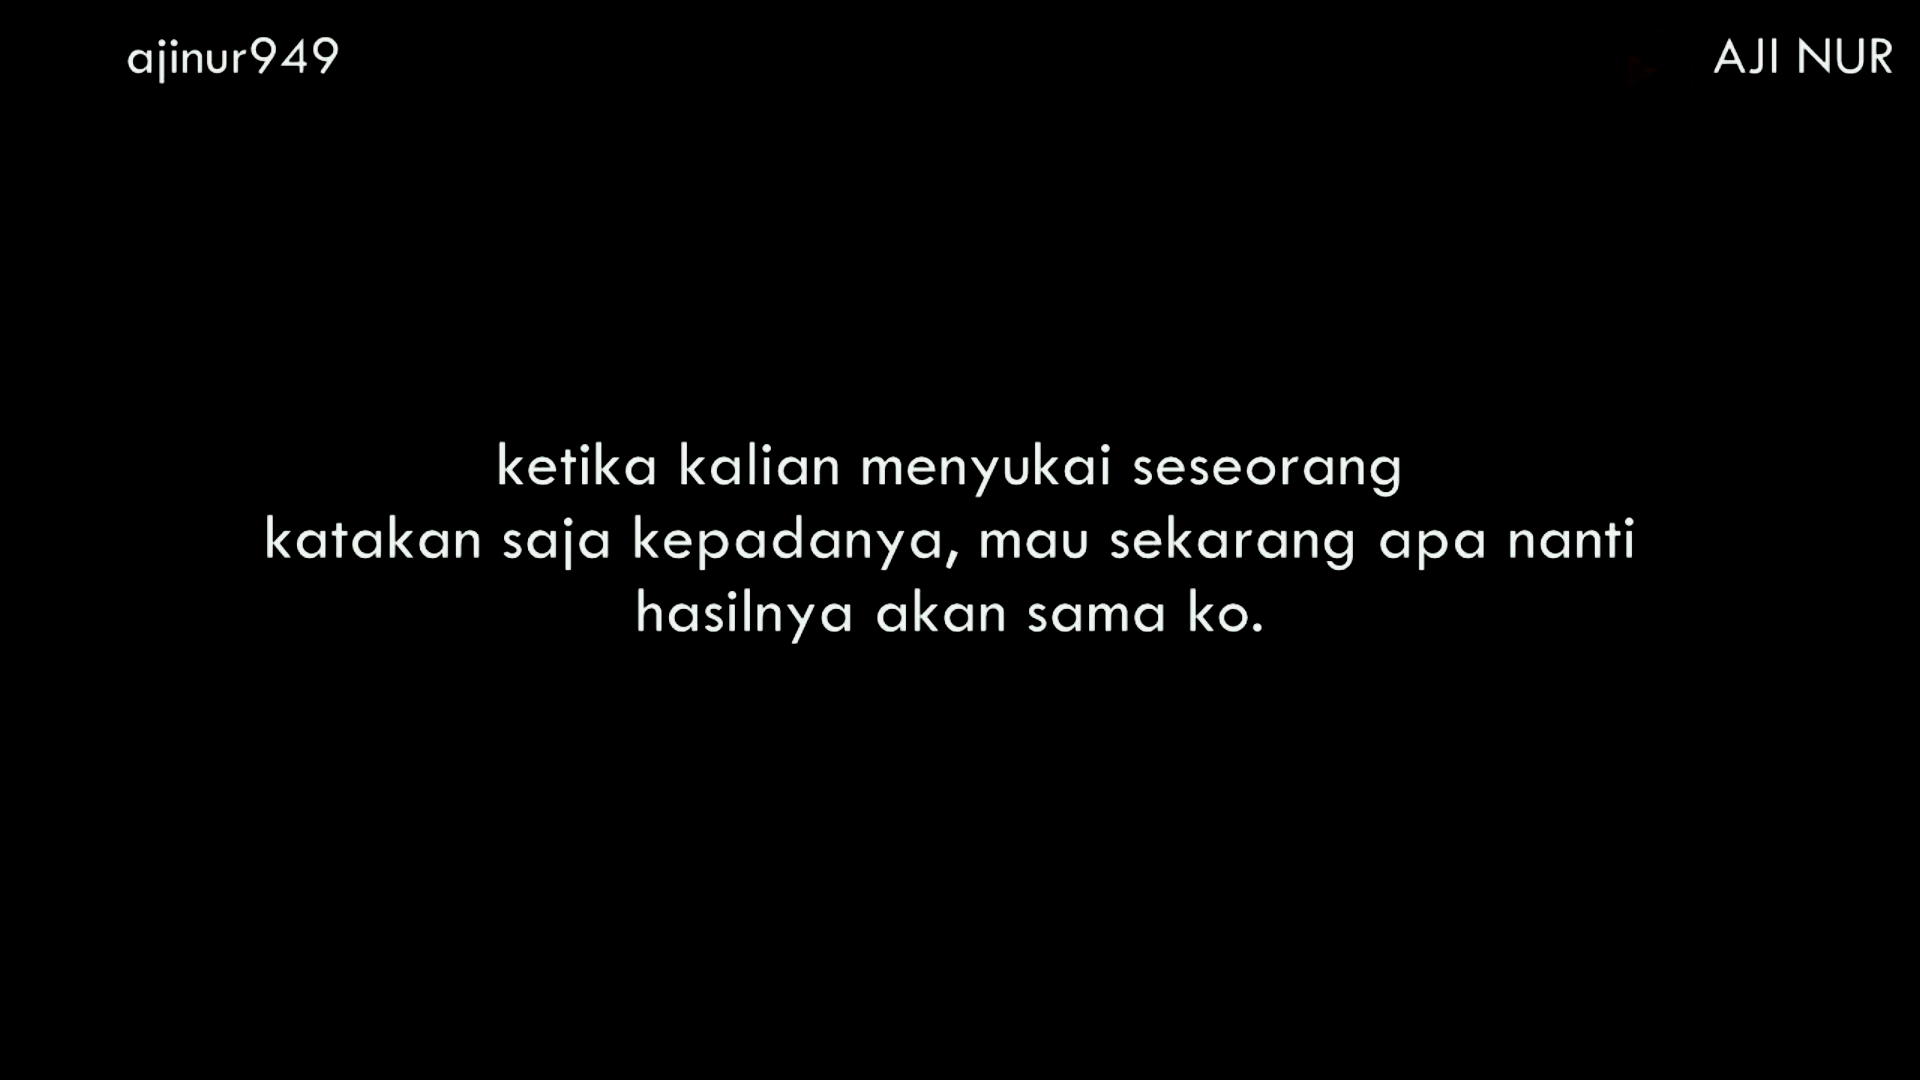 ajinur949
AJI NUR
ketika kalian menyukai seseorang
katakan saja kepadanya, mau sekarang apa nanti
hasilnya akan sama ko.